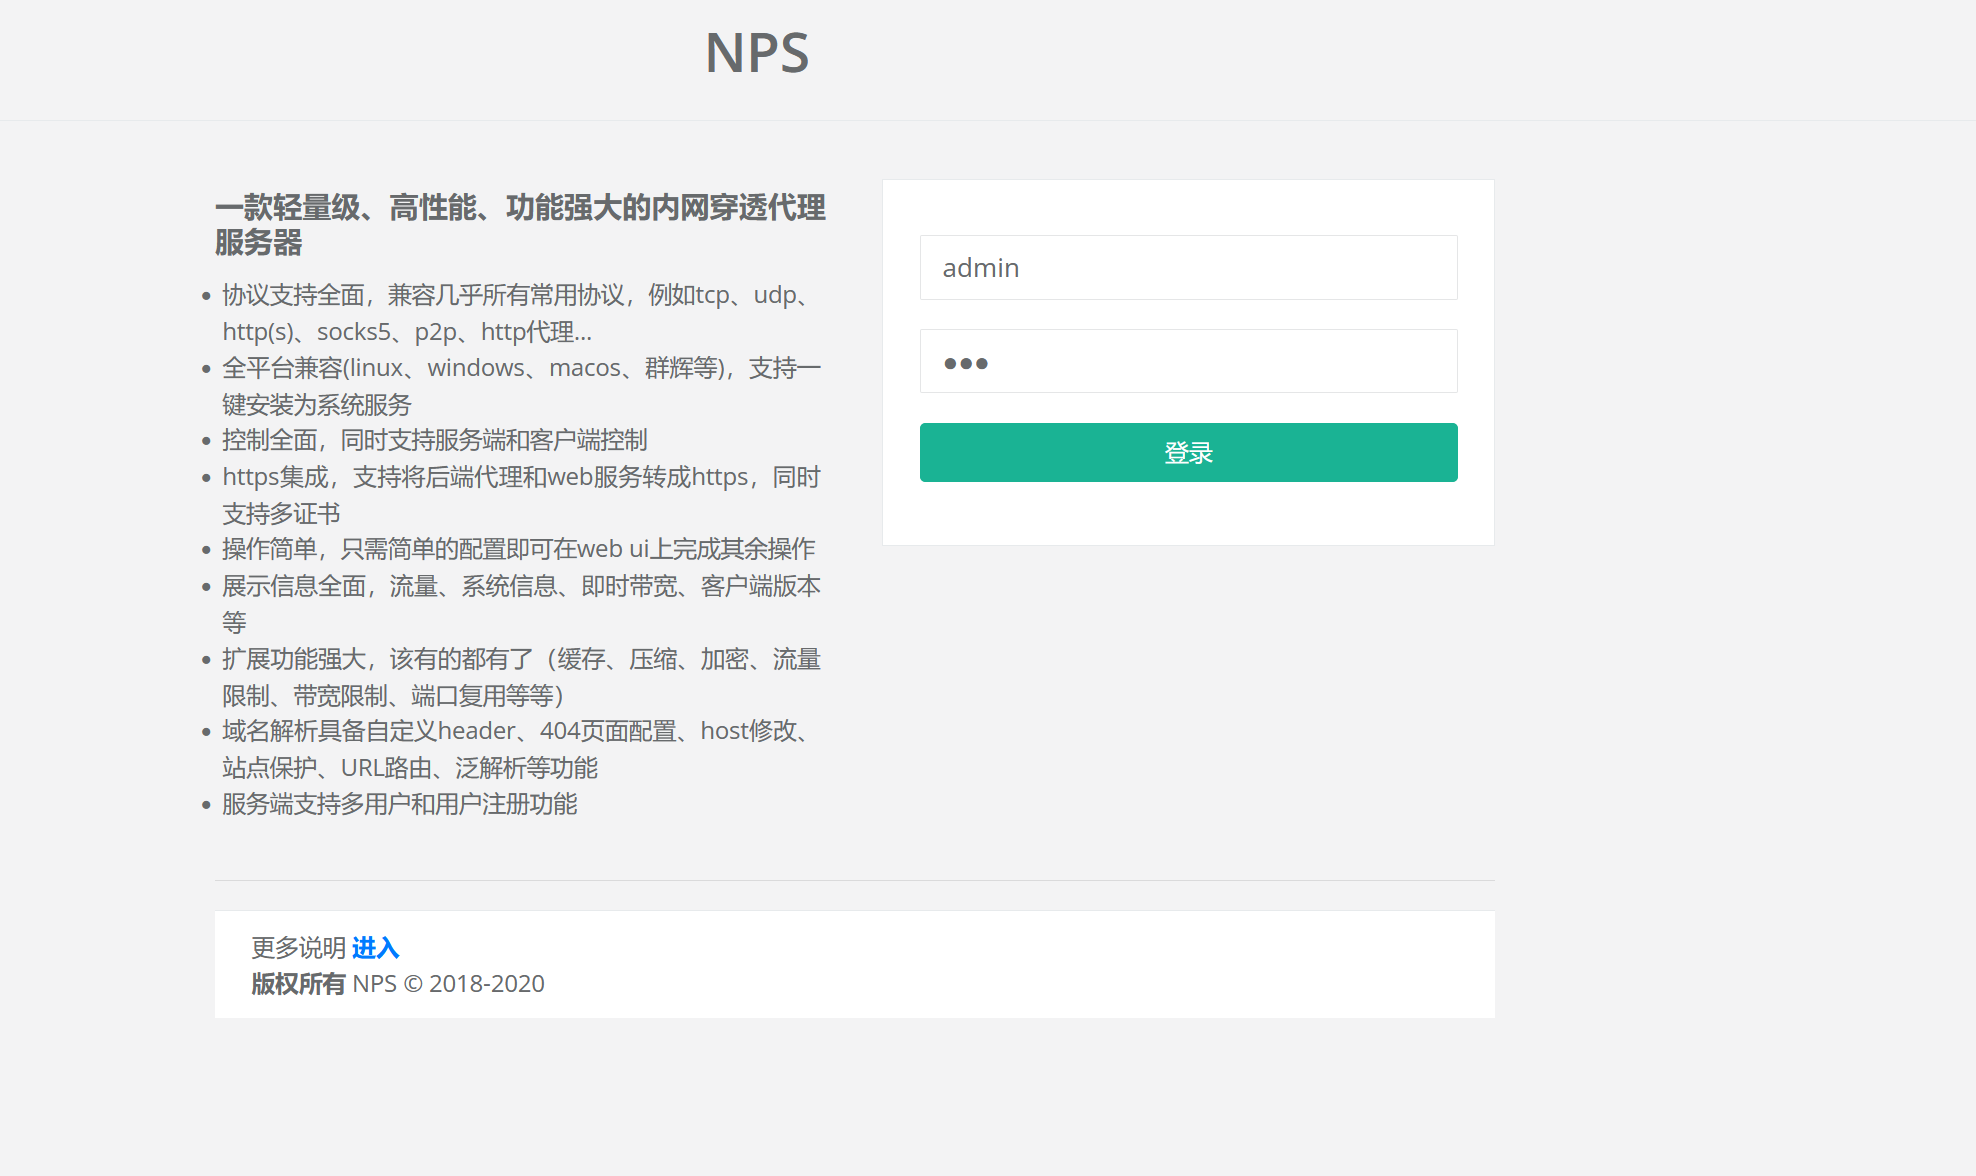 NPS
一款轻量级、高性能、功能强大的内网穿透代理
服务器
协议支持全面，兼容几乎所有常用协议，例如tcp、udp、
http(s)、socks5、p2p、http代理...
全平台兼容(linux、windows、macos、群辉等)，支持一
键安装为系统服务
控制全面，同时支持服务端和客户端控制
https集成，支持将后端代理和web服务转成https，同时
支持多证书
操作简单，只需简单的配置即可在web ui上完成其余操作
展示信息全面，流量、系统信息、即时带宽、客户端版本
等
扩展功能强大，该有的都有了（缓存、压缩、加密、流量
限制、带宽限制、端口复用等等）
域名解析具备自定义header、404页面配置、host修改、
站点保护、URL路由、泛解析等功能
服务端支持多用户和用户注册功能
admin
●●●
登录
更多说明 进入
版权所有 NPS © 2018-2020